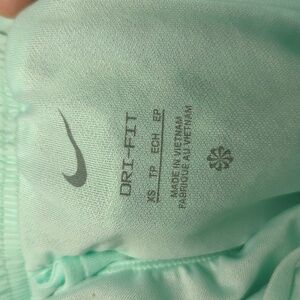 DRI-FIT
XS TP ECH EP
MADE IN VIETNAM
FABRIQUÉ AU VIETNAM